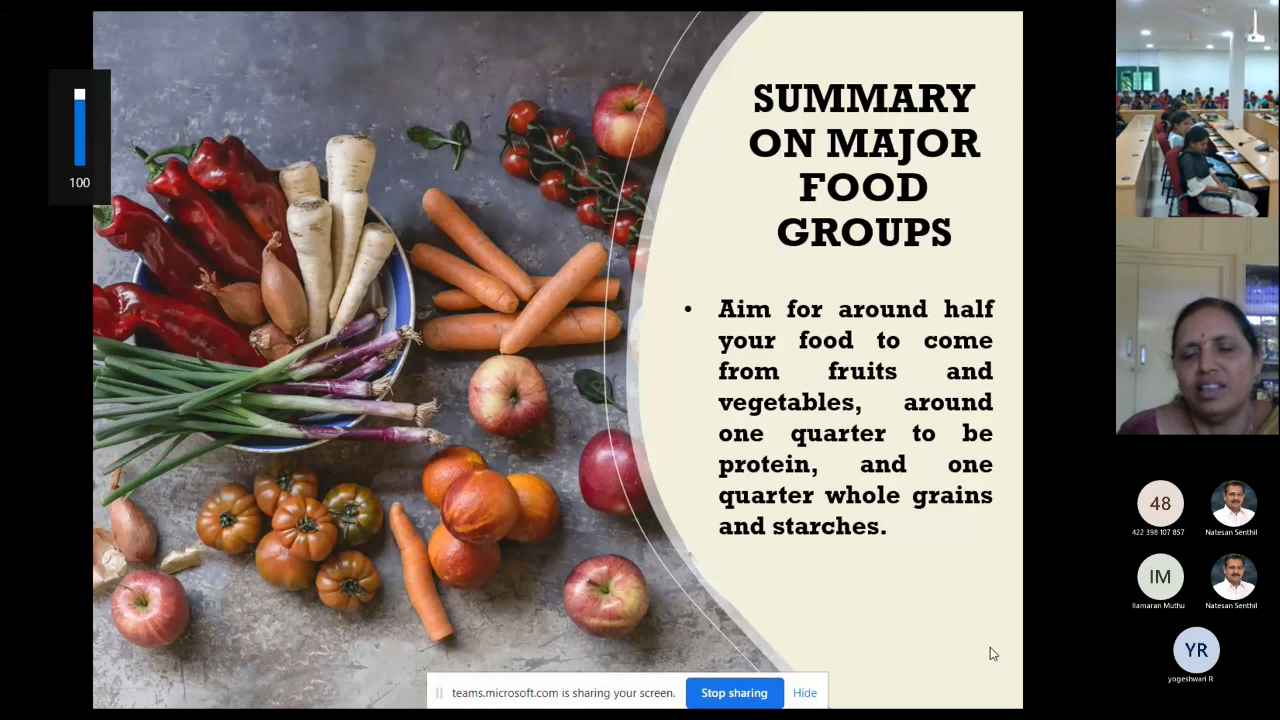 100
SUMMARY
ON MAJOR
FOOD
GROUPS
• Aim for around half
your food to come
from fruits and
vegetables, around
one quarter to be
protein, and one
quarter whole grains
and starches.
teams.microsoft.com is sharing your screen.
Stop sharing
Hide
48
422 398 107 857
Natesan Senthil
IM
Ilamaran Muthu
Natesan Senthil
YR
yogeshwari R